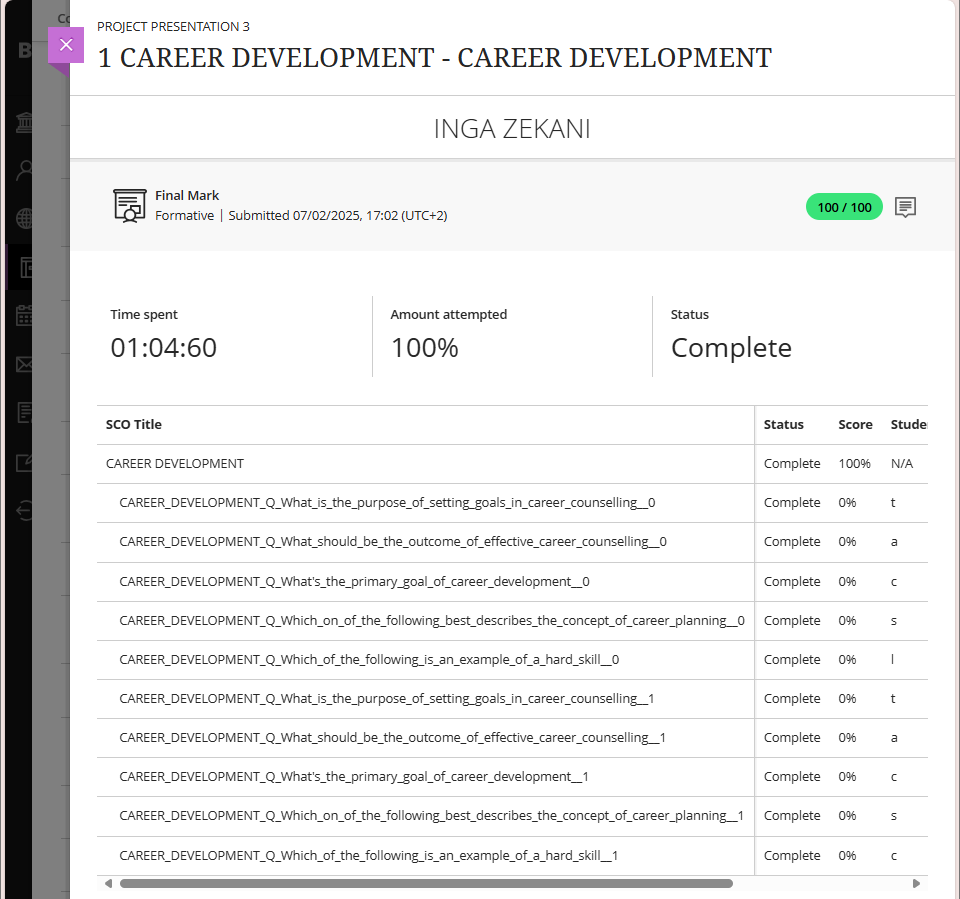 Co
B
PROJECT PRESENTATION 3
1 CAREER DEVELOPMENT - CAREER DEVELOPMENT
INGA ZEKANI
Final Mark
Formative | Submitted 07/02/2025, 17:02 (UTC+2)
100 / 100
Time spent Amount attempted Status
01:04:60 100% Complete
SCO Title Status Score Stude
CAREER DEVELOPMENT Complete 100% N/A
CAREER_DEVELOPMENT_Q_What_is_the_purpose_of_setting_goals_in_career_counselling__0 Complete 0% t
CAREER_DEVELOPMENT_Q_What_should_be_the_outcome_of_effective_career_counselling__0 Complete 0% a
CAREER_DEVELOPMENT_Q_What's_the_primary_goal_of_career_development__0 Complete 0% c
CAREER_DEVELOPMENT_Q_Which_on_of_the_following_best_describes_the_concept_of_career_planning__0 Complete 0% s
CAREER_DEVELOPMENT_Q_Which_of_the_following_is_an_example_of_a_hard_skill__0 Complete 0% l
CAREER_DEVELOPMENT_Q_What_is_the_purpose_of_setting_goals_in_career_counselling__1 Complete 0% t
CAREER_DEVELOPMENT_Q_What_should_be_the_outcome_of_effective_career_counselling__1 Complete 0% a
CAREER_DEVELOPMENT_Q_What's_the_primary_goal_of_career_development__1 Complete 0% c
CAREER_DEVELOPMENT_Q_Which_on_of_the_following_best_describes_the_concept_of_career_planning__1 Complete 0% s
CAREER_DEVELOPMENT_Q_Which_of_the_following_is_an_example_of_a_hard_skill__1 Complete 0% c